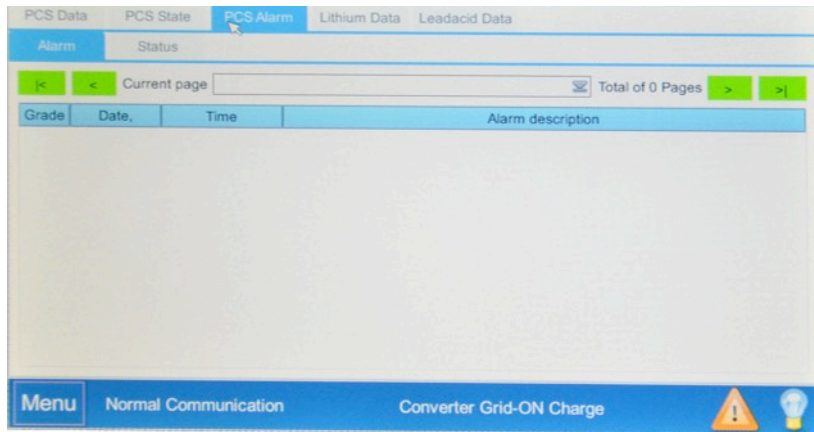 PCS Data PCS State PCS Alarm Lithium Data Leadacid Data
Alarm Status
|< < Current page Total of 0 Pages > >|
Grade Date, Time Alarm description
Menu Normal Communication Converter Grid-ON Charge